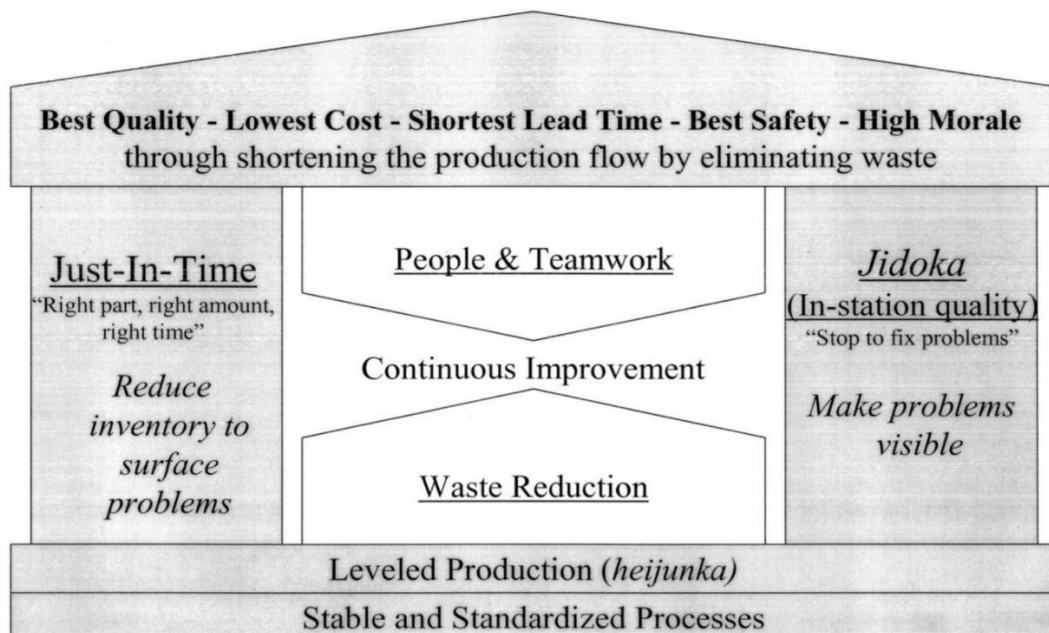 Best Quality - Lowest Cost - Shortest Lead Time - Best Safety - High Morale
through shortening the production flow by eliminating waste
Just-In-Time
“Right part, right amount,
right time”
Reduce
inventory to
surface
problems
People & Teamwork
Continuous Improvement
Waste Reduction
Jidoka
(In-station quality)
“Stop to fix problems”
Make problems
visible
Leveled Production (heijunka)
Stable and Standardized Processes